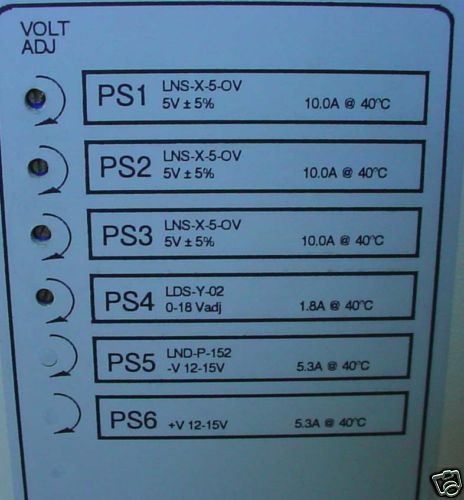 VOLT
ADJ
PS1 LNS-X-5-OV
5V ± 5% 10.0A @ 40°C
PS2 LNS-X-5-OV
5V ± 5% 10.0A @ 40°C
PS3 LNS-X-5-OV
5V ± 5% 10.0A @ 40°C
PS4 LDS-Y-02
0-18 Vadj 1.8A @ 40°C
PS5 LND-P-152
-V 12-15V 5.3A @ 40°C
PS6 +V 12-15V 5.3A @ 40°C